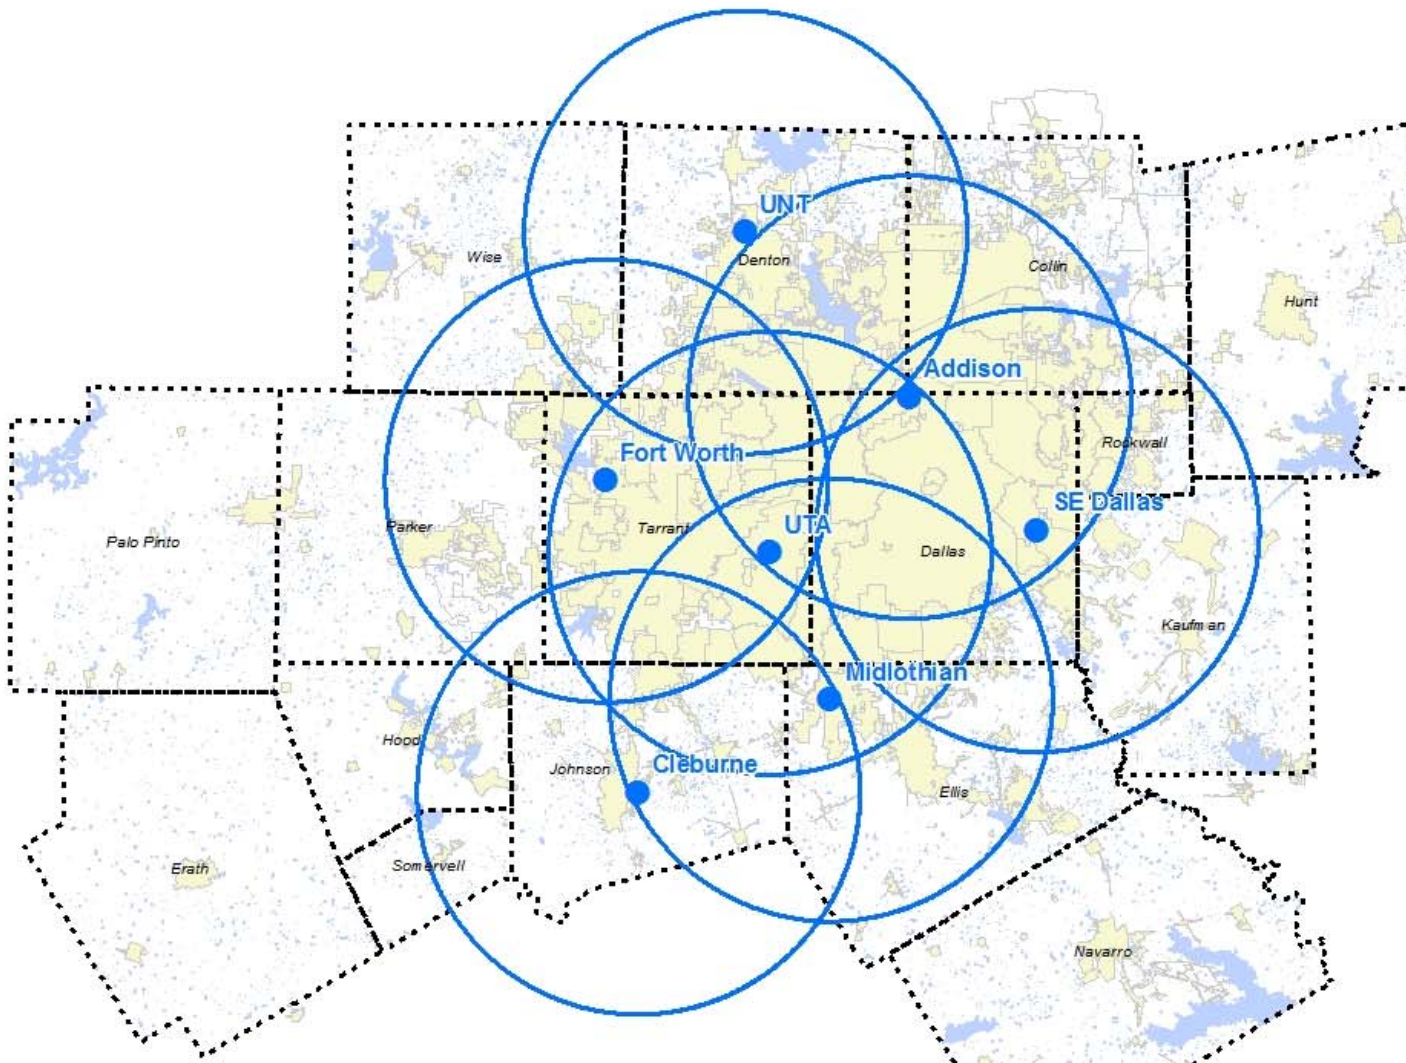 UNT
Wise
Denton
Collin
Hunt
Addison
Rockwall
Fort Worth
SE Dallas
Parker
Tarrant
UTA
Palo Pinto
Dallas
Kaufman
Midlothian
Hood
Johnson
Cleburne
Ellis
Erath
Somervell
Navarro